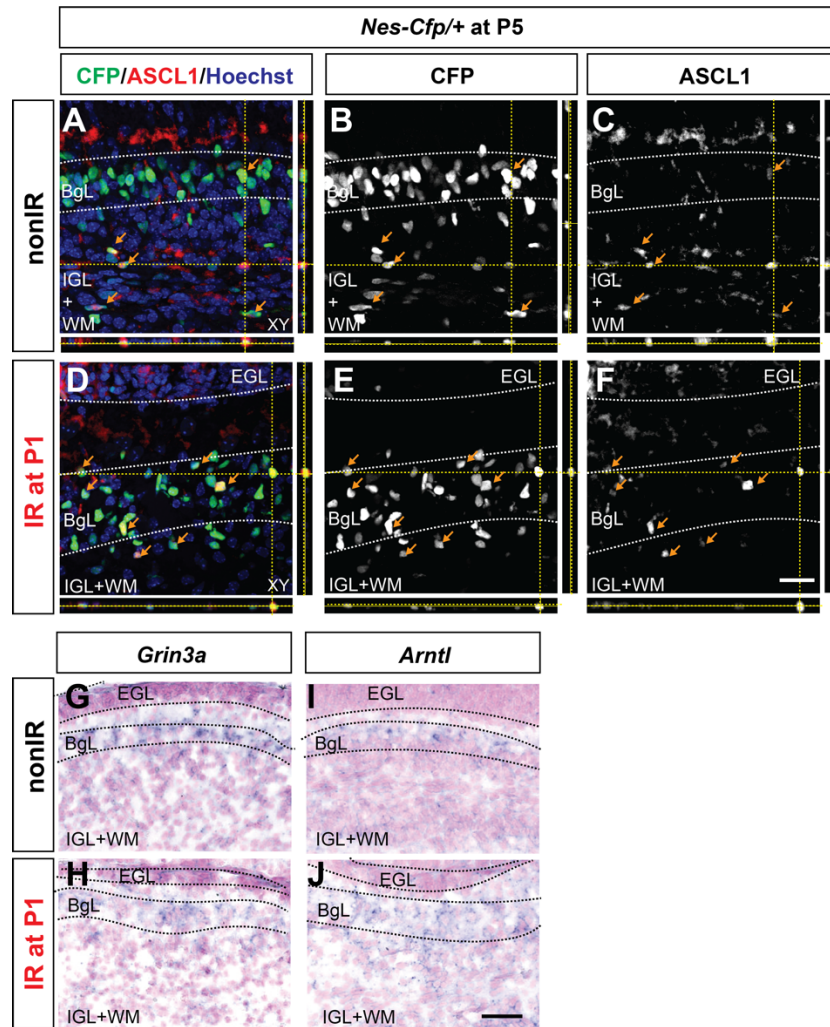 Nes-Cfp/+ at P5
CFP/ASCL1/Hoechst
CFP
ASCL1
nonIR
A
BgL
IGL
+
WM
XY
B
BgL
IGL
+
WM
C
BgL
IGL
+
WM
IR at P1
D
EGL
BgL
IGL+WM
XY
E
EGL
BgL
IGL+WM
F
EGL
BgL
IGL+WM
Grin3a
Arntl
nonIR
G
EGL
BgL
IGL+WM
I
EGL
BgL
IGL+WM
IR at P1
H
EGL
BgL
IGL+WM
J
EGL
BgL
IGL+WM